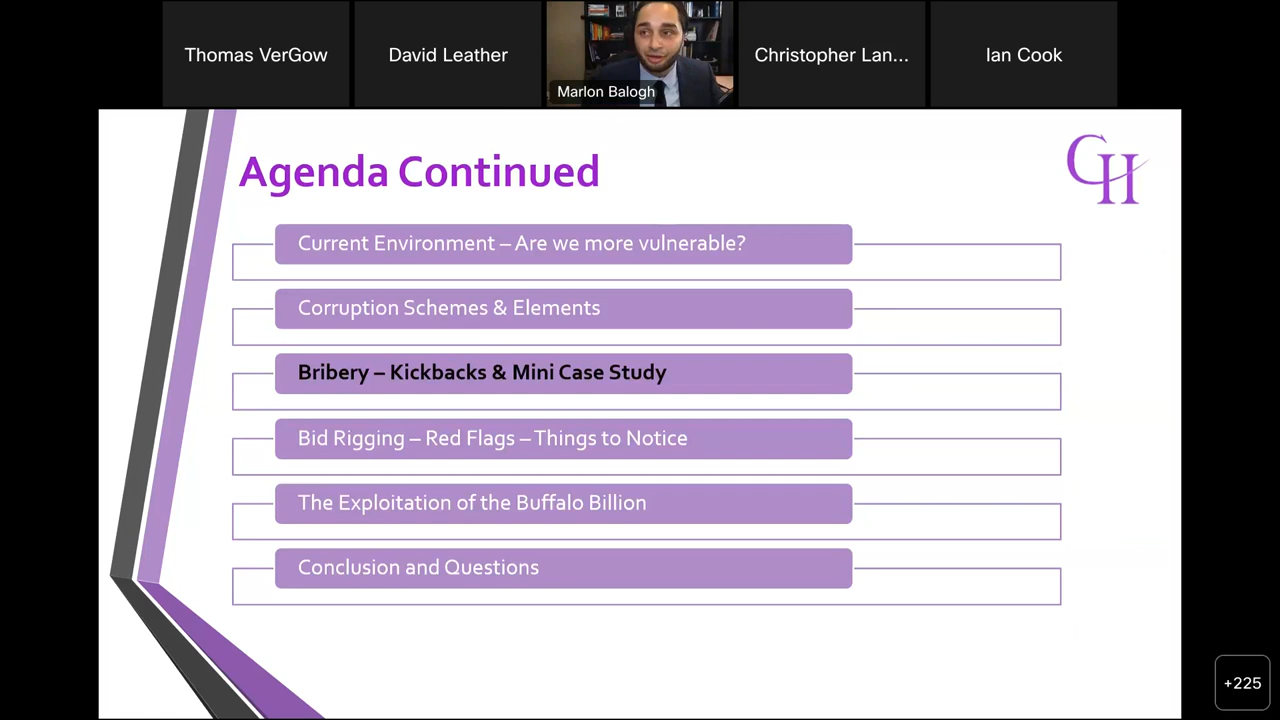 Thomas VerGow
David Leather
Marlon Balogh
Christopher Lan...
Ian Cook
Agenda Continued
CH
Current Environment – Are we more vulnerable?
Corruption Schemes & Elements
Bribery – Kickbacks & Mini Case Study
Bid Rigging – Red Flags – Things to Notice
The Exploitation of the Buffalo Billion
Conclusion and Questions
+225